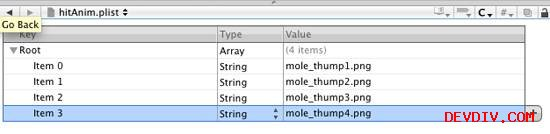 hitAnim.plist
Go Back
Key Type Value
Root Array (4 items)
Item 0 String mole_thump1.png
Item 1 String mole_thump2.png
Item 2 String mole_thump3.png
Item 3 String mole_thump4.png
C
#
DEVDIV.com